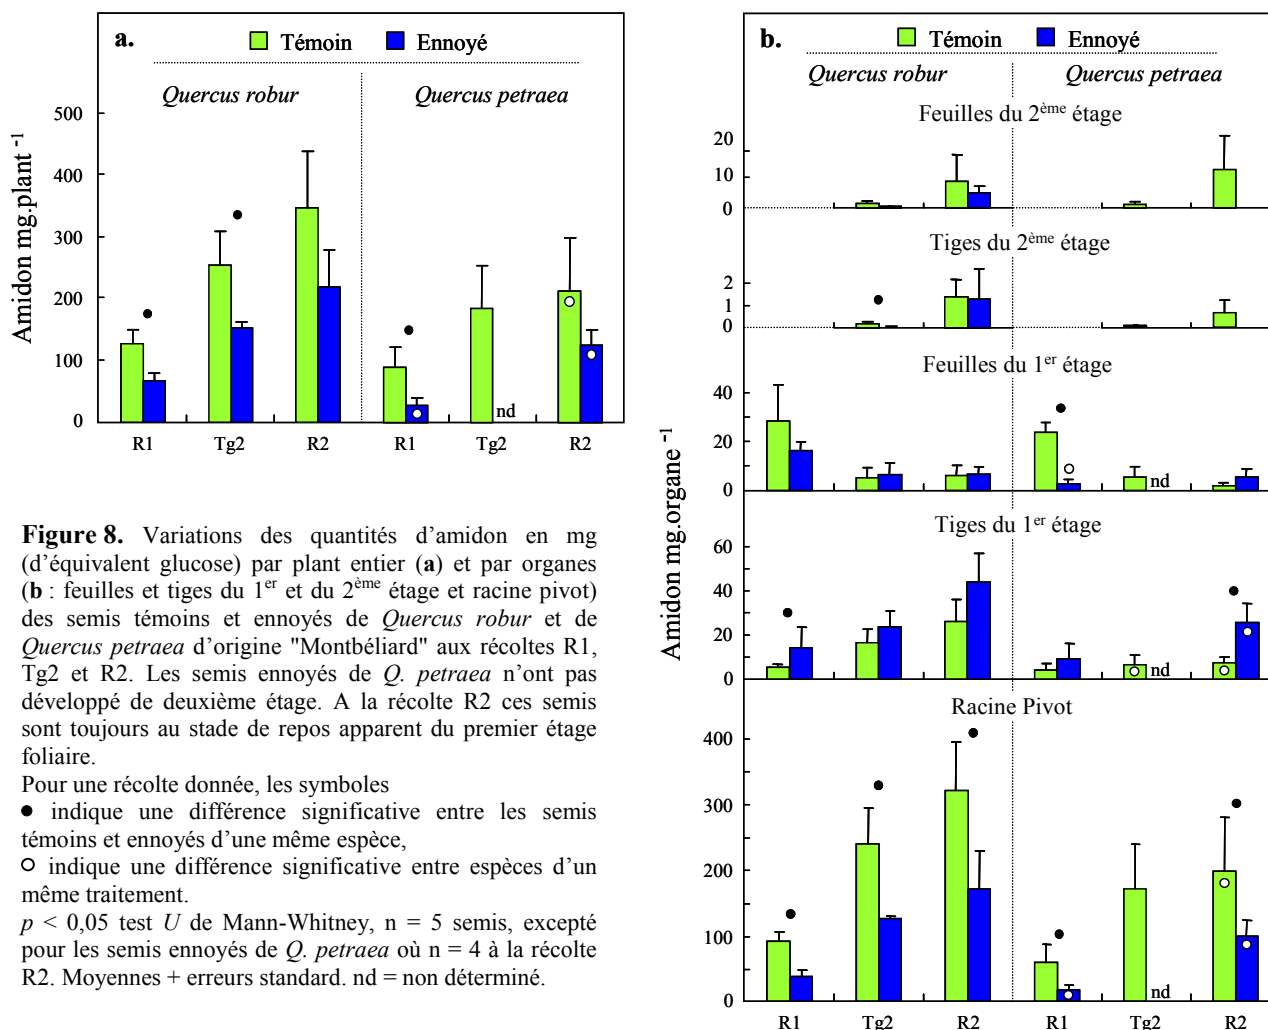 a.
Témoin Ennoyé
Quercus robur Quercus petraea
Amidon mg.plant -1
500
400
300
200
100
0
nd
R1 Tg2 R2 R1 Tg2 R2
Figure 8. Variations des quantités d'amidon en mg
(d'équivalent glucose) par plant entier (a) et par organes
(b : feuilles et tiges du 1er et du 2ème étage et racine pivot)
des semis témoins et ennoyés de Quercus robur et de
Quercus petraea d'origine "Montbéliard" aux récoltes R1,
Tg2 et R2. Les semis ennoyés de Q. petraea n'ont pas
développé de deuxième étage. A la récolte R2 ces semis
sont toujours au stade de repos apparent du premier étage
foliaire.
Pour une récolte donnée, les symboles
● indique une différence significative entre les semis
témoins et ennoyés d'une même espèce,
○ indique une différence significative entre espèces d'un
même traitement.
p < 0,05 test U de Mann-Whitney, n = 5 semis, excepté
pour les semis ennoyés de Q. petraea où n = 4 à la récolte
R2. Moyennes + erreurs standard. nd = non déterminé.
b.
Témoin Ennoyé
Quercus robur Quercus petraea
Amidon mg.organe -1
Feuilles du 2ème étage
20
10
0
Tiges du 2ème étage
2
1
0
Feuilles du 1er étage
40
20
0
nd
Tiges du 1er étage
60
40
20
0
nd
Racine Pivot
400
300
200
100
0
nd
R1 Tg2 R2 R1 Tg2 R2